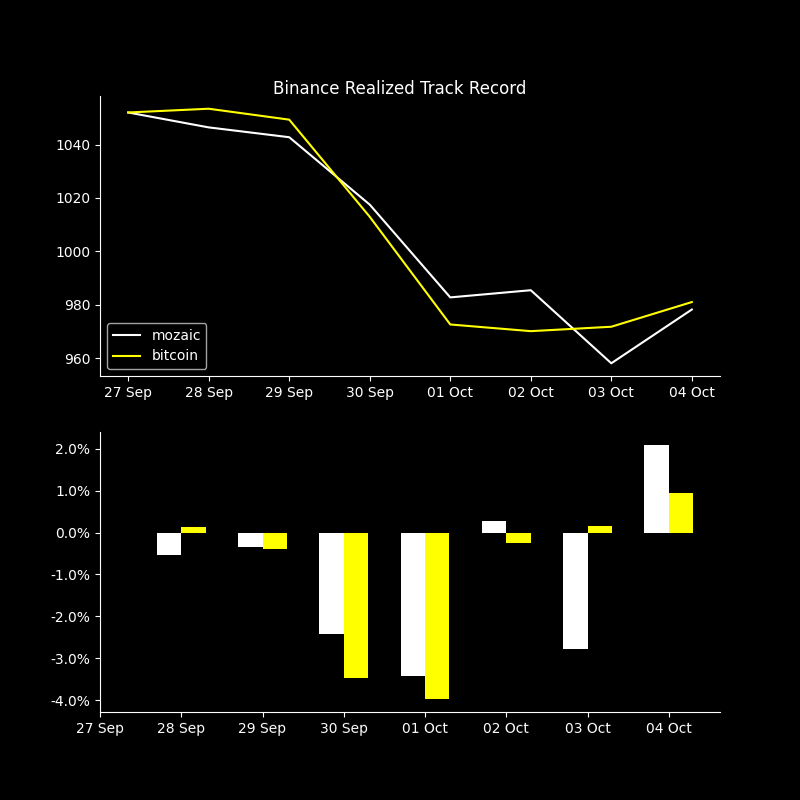 Binance Realized Track Record
1040
1020
1000
980
960
mozaic
bitcoin
27 Sep 28 Sep 29 Sep 30 Sep 01 Oct 02 Oct 03 Oct 04 Oct
2.0%
1.0%
0.0%
-1.0%
-2.0%
-3.0%
-4.0%
27 Sep 28 Sep 29 Sep 30 Sep 01 Oct 02 Oct 03 Oct 04 Oct